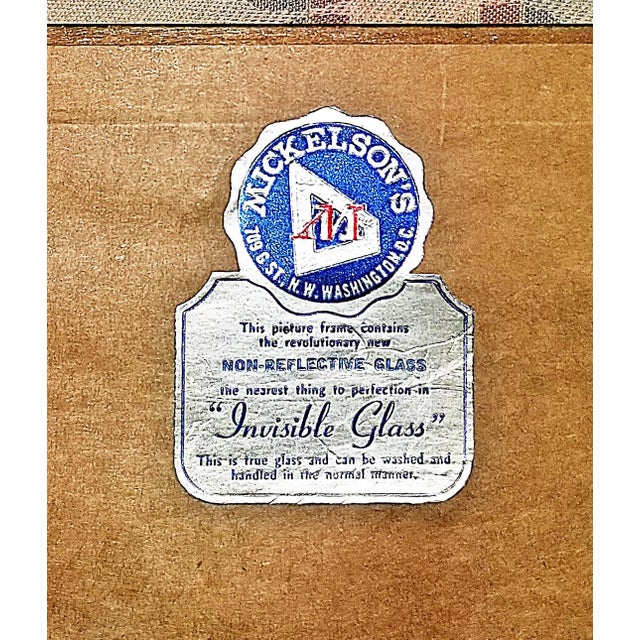 MICKELSON'S
M
709 G ST. N.W. WASHINGTON, D.C.
This picture frame contains
the revolutionary new
NON-REFLECTIVE GLASS
the nearest thing to perfection in
"Invisible Glass"
This is true glass and can be washed and
handled in the normal manner.